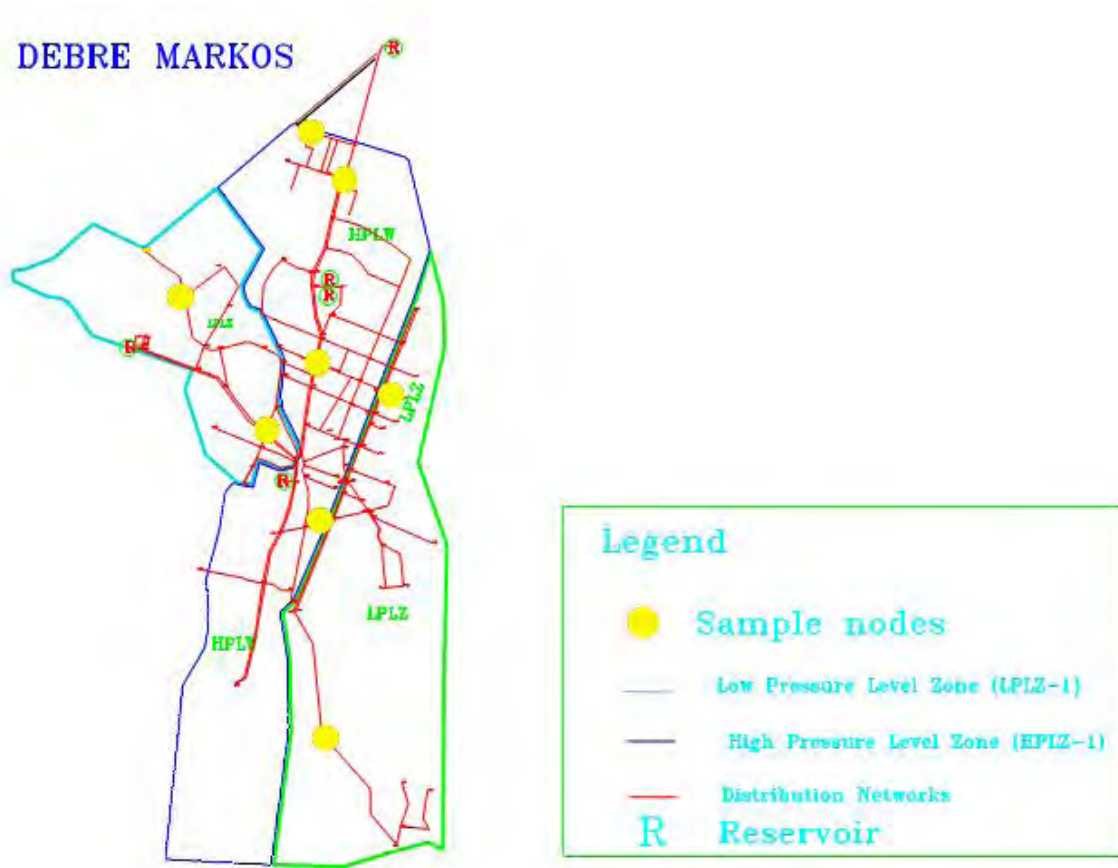 DEBRE MARKOS
R
HPLW
R
R
LPLZ
R
LPLZ
R
LPLZ
HPLV
Legend
Sample nodes
Low Pressure Level Zone (LPLZ-1)
High Pressure Level Zone (HPLZ-1)
Distribution Networks
R Reservoir